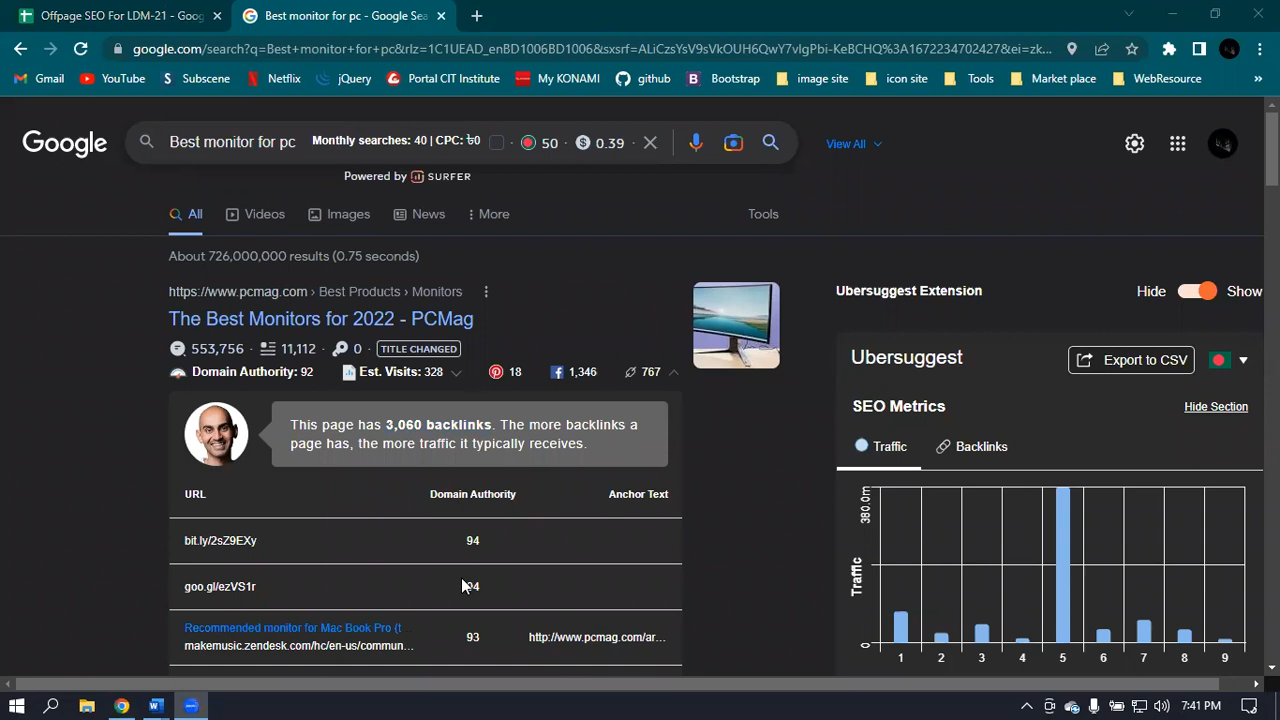 Offpage SEO For LDM-21 - Goog
Best monitor for pc - Google Sea
google.com/search?q=Best+monitor+for+pc&rlz=1C1UEAD_enBD1006BD1006&sxsrf=ALiCzsYsV9sVkOUH6QwY7vIgPbi-KeBCHQ%3A1672234702427&ei=zk...
Gmail
YouTube
Subscene
Netflix
jQuery
Portal CIT Institute
My KONAMI
github
Bootstrap
image site
icon site
Tools
Market place
WebResource
»
Google
Best monitor for pc
Monthly searches: 40 | CPC:
50
0.39
View All
Powered by SURFER
All
Videos
Images
News
More
Tools
About 726,000,000 results (0.75 seconds)
https://www.pcmag.com › Best Products › Monitors
The Best Monitors for 2022 - PCMag
553,756
11,112
0
TITLE CHANGED
Domain Authority: 92
Est. Visits: 328
18
1,346
767
This page has 3,060 backlinks. The more backlinks a
page has, the more traffic it typically receives.
URL
Domain Authority
Anchor Text
bit.ly/2sZ9EXy
94
goo.gl/ezVS1r
Recommended monitor for Mac Book Pro (t
makemusic.zendesk.com/hc/en-us/commun...
93
http://www.pcmag.com/ar...
Ubersuggest Extension
Hide
Show
Ubersuggest
Export to CSV
SEO Metrics
Hide Section
Traffic
Backlinks
380.0m
Traffic
0
1 2 3 4 5 6 7 8 9
7:41 PM